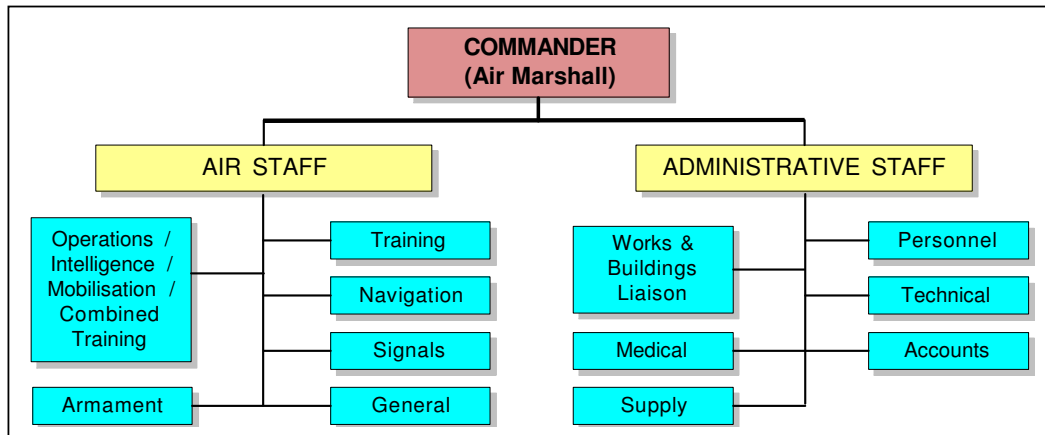 COMMANDER
(Air Marshall)
AIR STAFF
ADMINISTRATIVE STAFF
Operations /
Intelligence /
Mobilisation /
Combined
Training
Training
Navigation
Signals
Armament
General
Works &
Buildings
Liaison
Personnel
Technical
Medical
Accounts
Supply